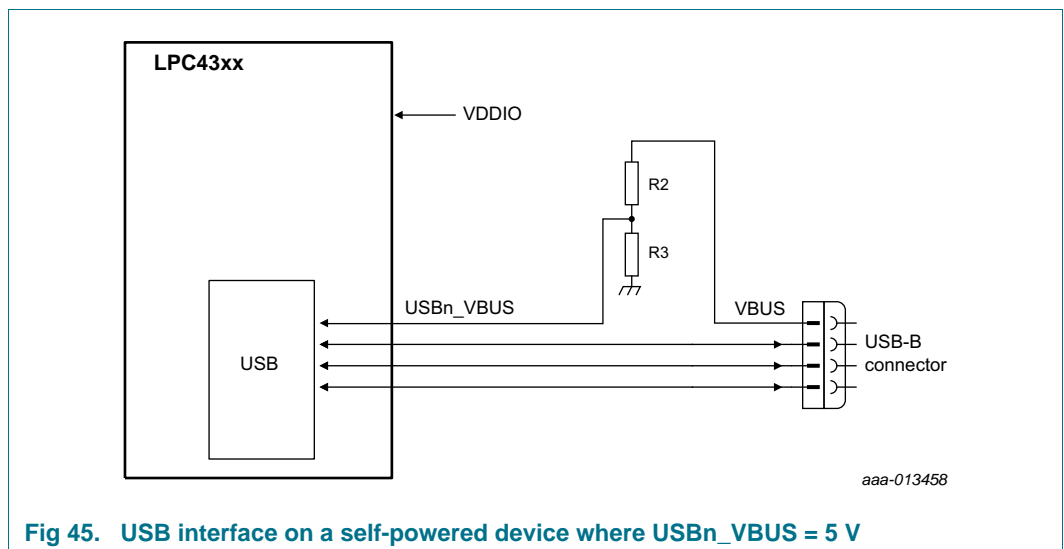 LPC43xx
VDDIO
R2
R3
USBn_VBUS
VBUS
USB
USB-B
connector
aaa-013458
Fig 45. USB interface on a self-powered device where USBn_VBUS = 5 V